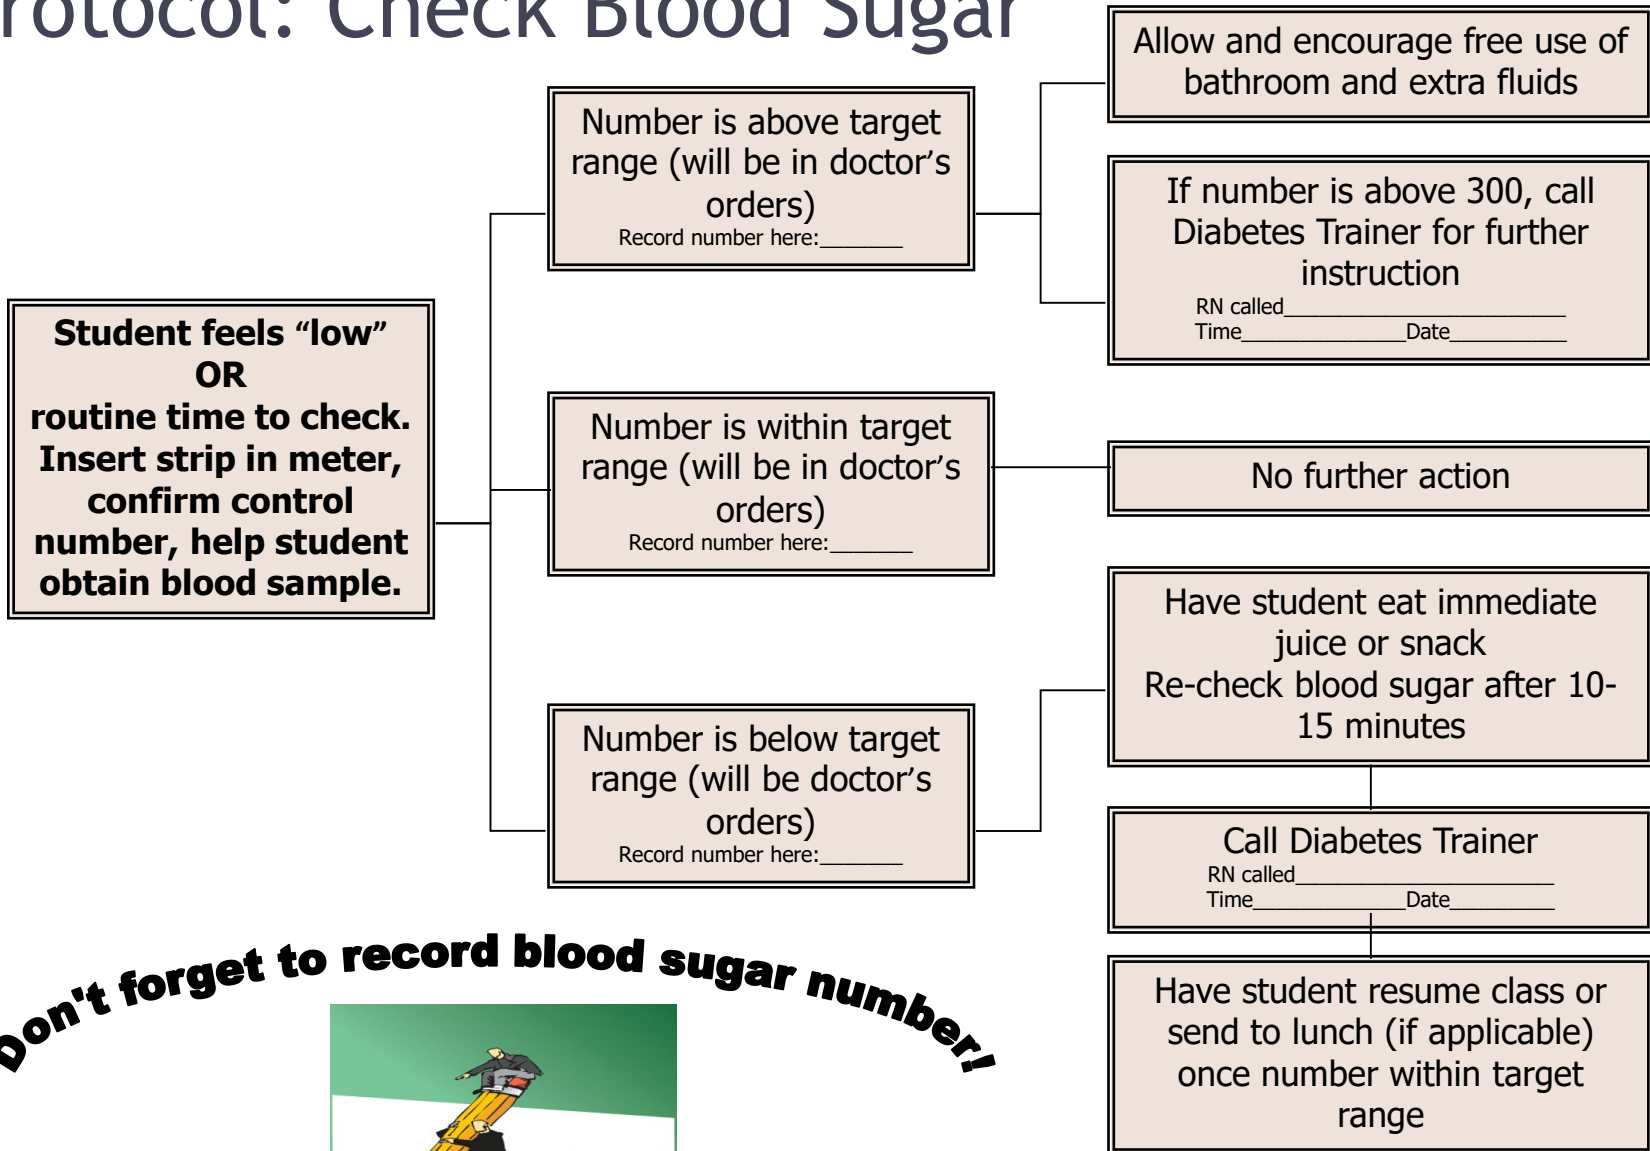 rotocol: Check Blood Sugar
Student feels “low”
OR
routine time to check.
Insert strip in meter,
confirm control
number, help student
obtain blood sample.
Number is above target
range (will be in doctor’s
orders)
Record number here:_______
Allow and encourage free use of
bathroom and extra fluids
If number is above 300, call
Diabetes Trainer for further
instruction
RN called________________________
Time______________Date__________
Number is within target
range (will be in doctor’s
orders)
Record number here:_______
No further action
Number is below target
range (will be doctor’s
orders)
Record number here:_______
Have student eat immediate
juice or snack
Re-check blood sugar after 10-
15 minutes
Call Diabetes Trainer
RN called______________________
Time_____________Date_________
Have student resume class or
send to lunch (if applicable)
once number within target
range
Don't forget to record blood sugar number!